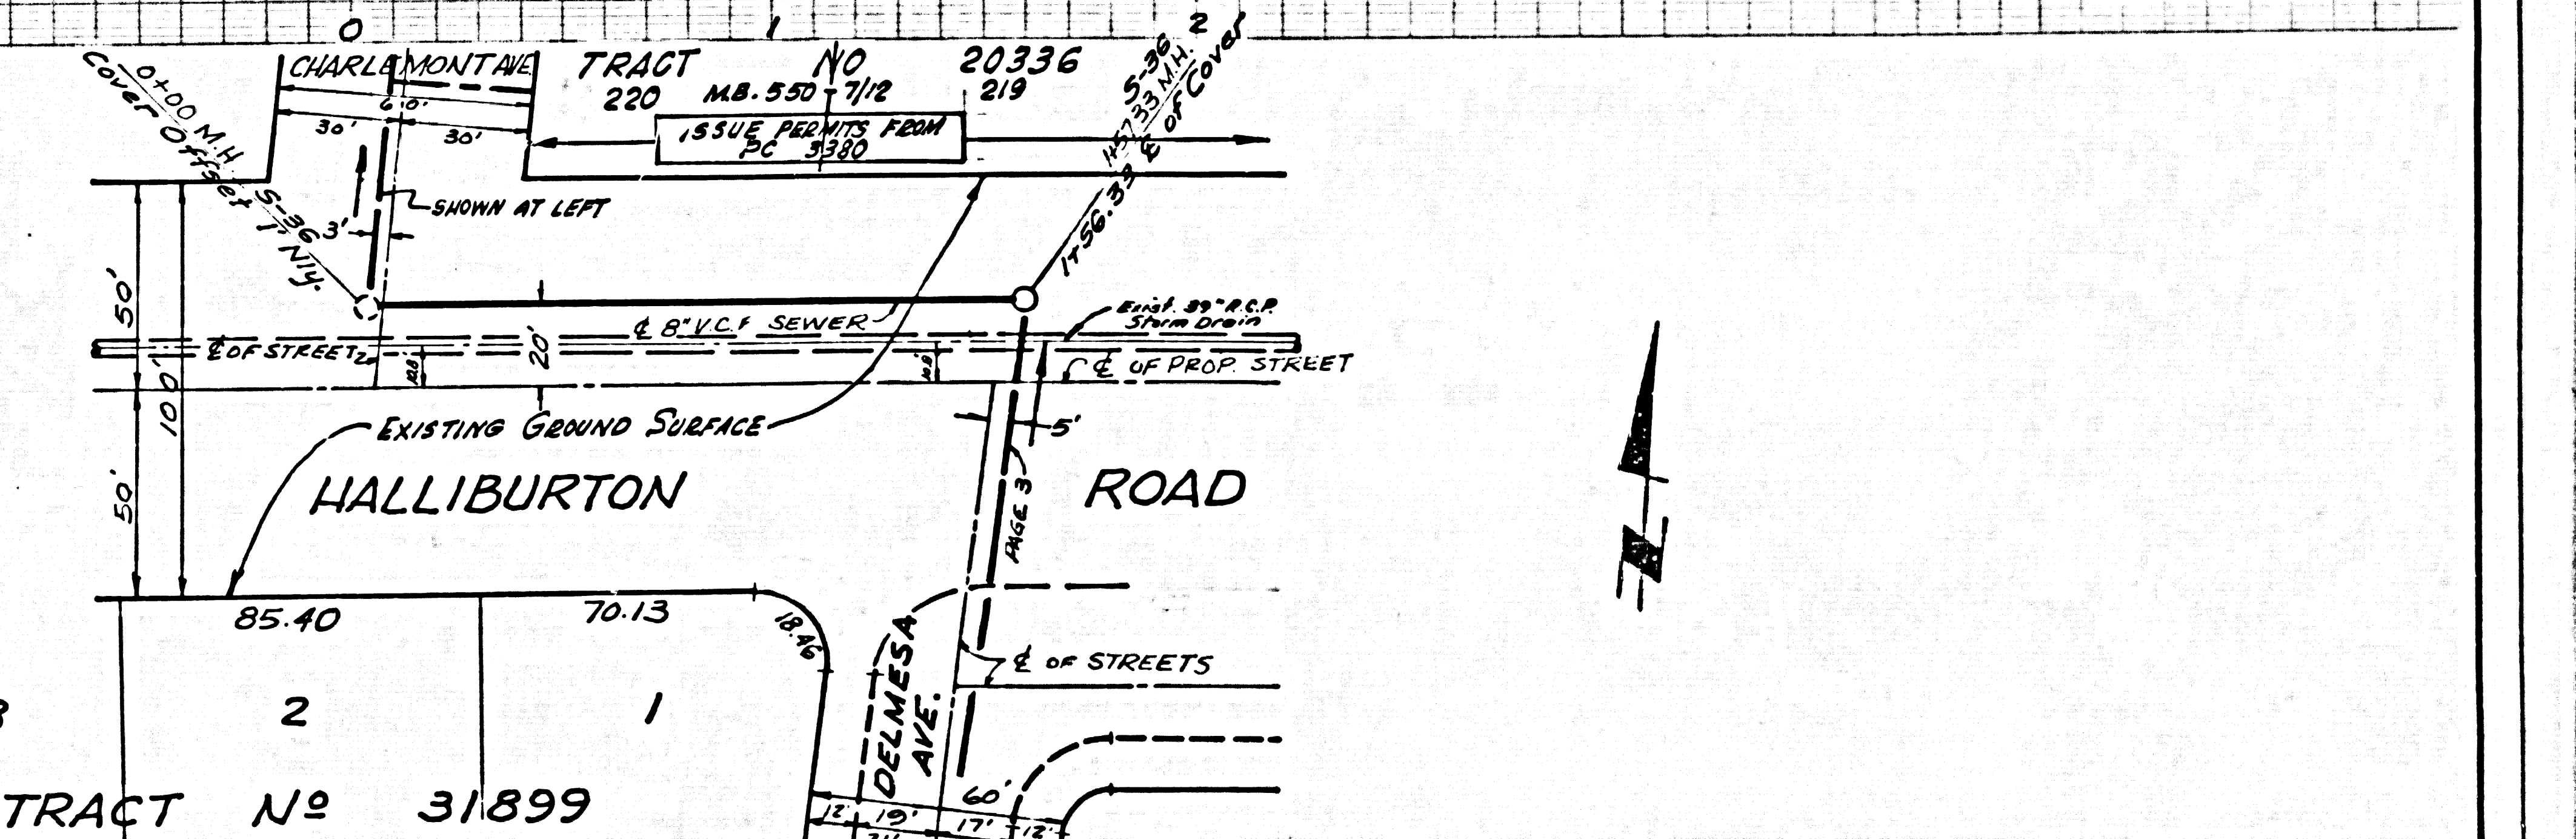 0 1 2
CHARLEMONT AVE
TRACT NO 20336
220 M.B. 550 - 7/12 219
60'
30' 30'
ISSUE PERMITS FROM
PC 3380
0+00 M.H. S-36
Cover Offset 1' Nly.
S-36
1+57.33 M.H.
1+56.33 ℄ OF Cover
SHOWN AT LEFT
3'
50'
100'
50'
℄ 8" V.C.P. SEWER
20'
Exist. 39" R.C.P.
Storm Drain
℄ OF STREET
℄ OF PROP. STREET
EXISTING GROUND SURFACE
5'
HALLIBURTON ROAD
PAGE 3
N
85.40 70.13 18.46
DELMESA
AVE.
℄ OF STREETS
2 1
60'
12' 19' 17' 12'
TRACT Nº 31899